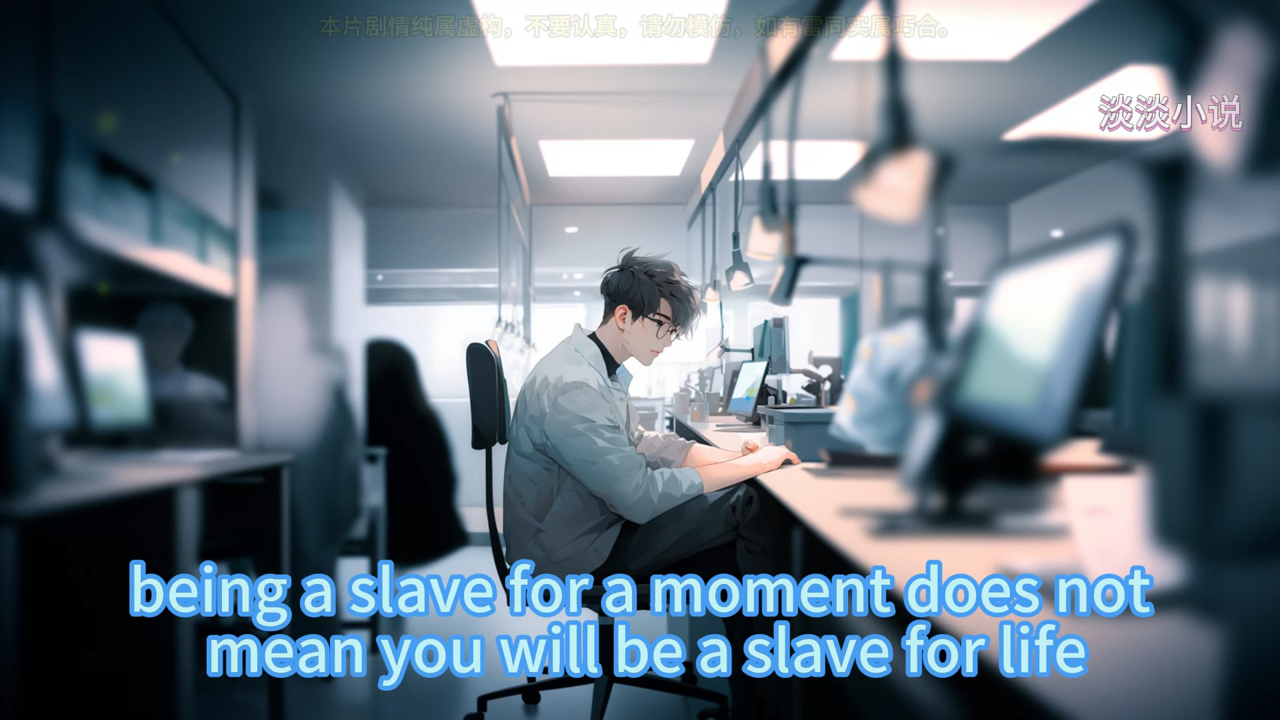 本片剧情纯属虚构，不要认真，请勿模仿，如有雷同实属巧合。
淡淡小说
being a slave for a moment does not
mean you will be a slave for life